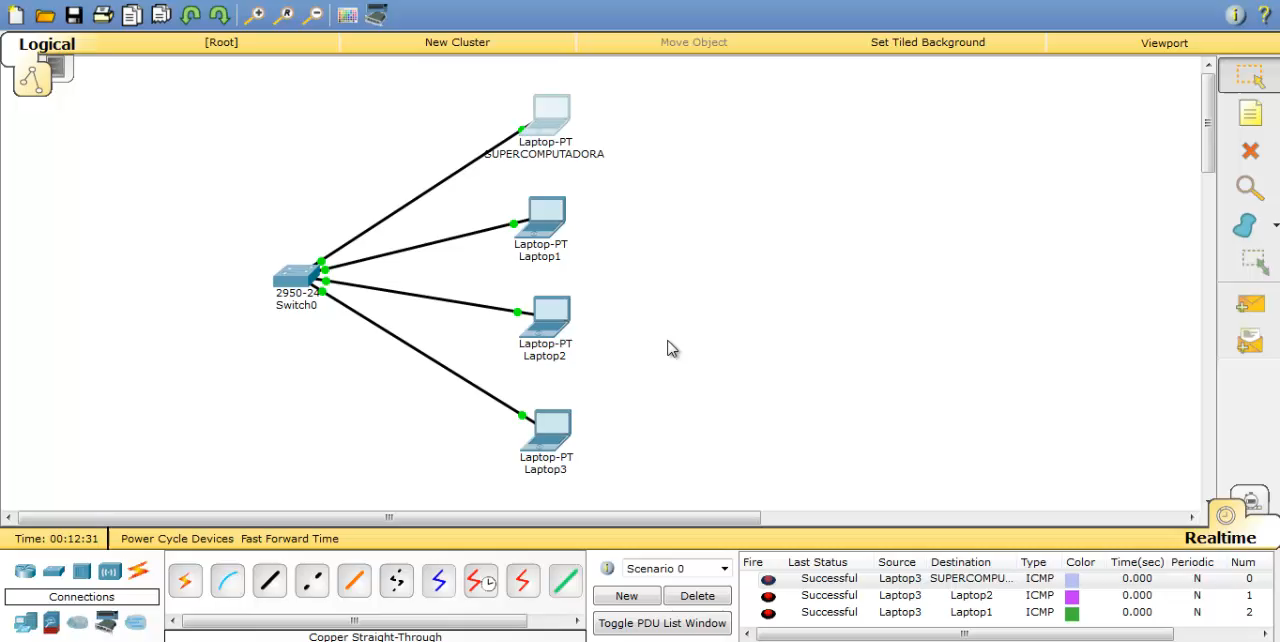 Logical
[Root]
New Cluster
Move Object
Set Tiled Background
Viewport
Laptop-PT
SUPERCOMPUTADORA
Laptop-PT
Laptop1
2950-24
Switch0
Laptop-PT
Laptop2
Laptop-PT
Laptop3
Time: 00:12:31
Power Cycle Devices Fast Forward Time
Realtime
Connections
Copper Straight-Through
Scenario 0
New
Delete
Toggle PDU List Window
Fire Last Status Source Destination Type Color Time(sec) Periodic Num
Successful Laptop3 SUPERCOMPU... ICMP 0.000 N 0
Successful Laptop3 Laptop2 ICMP 0.000 N 1
Successful Laptop3 Laptop1 ICMP 0.000 N 2